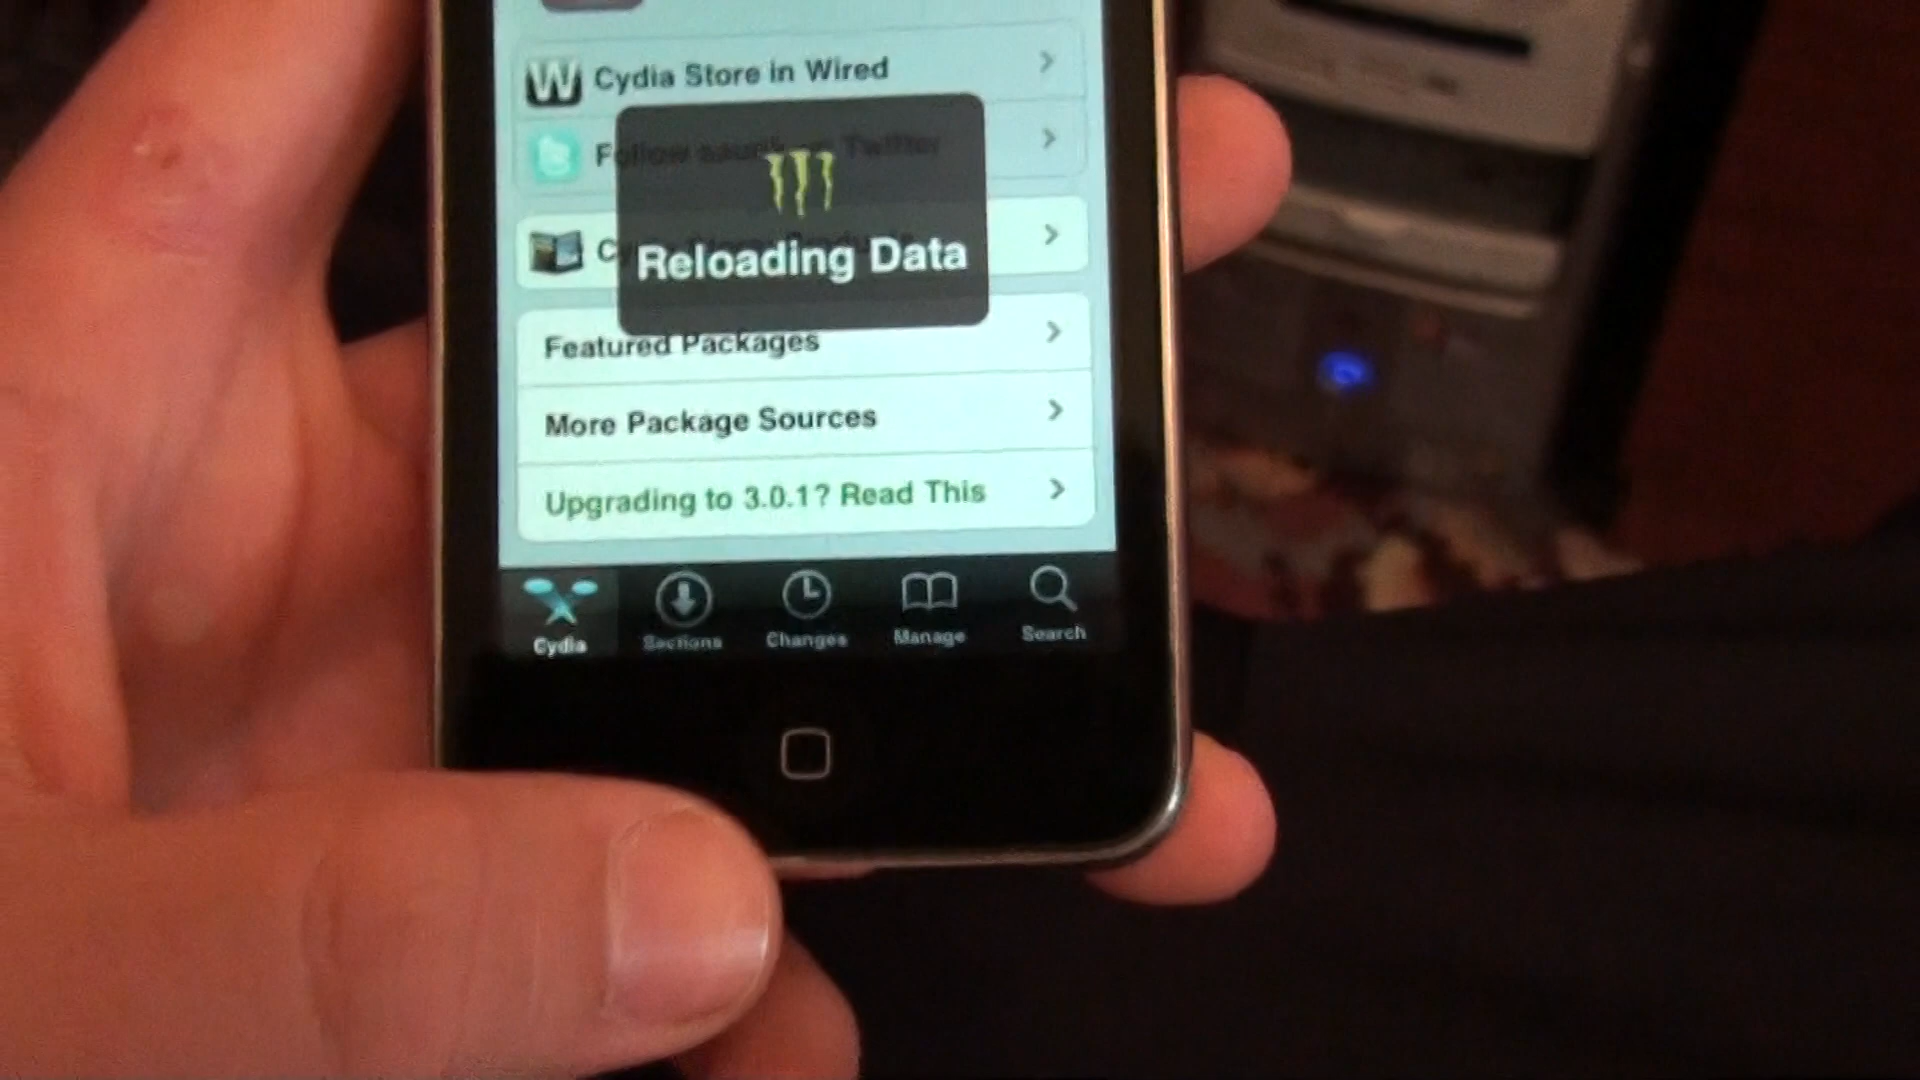 Cydia Store in Wired
Follow saurik on Twitter
Reloading Data
Featured Packages
More Package Sources
Upgrading to 3.0.1? Read This
Cydia
Sections
Changes
Manage
Search